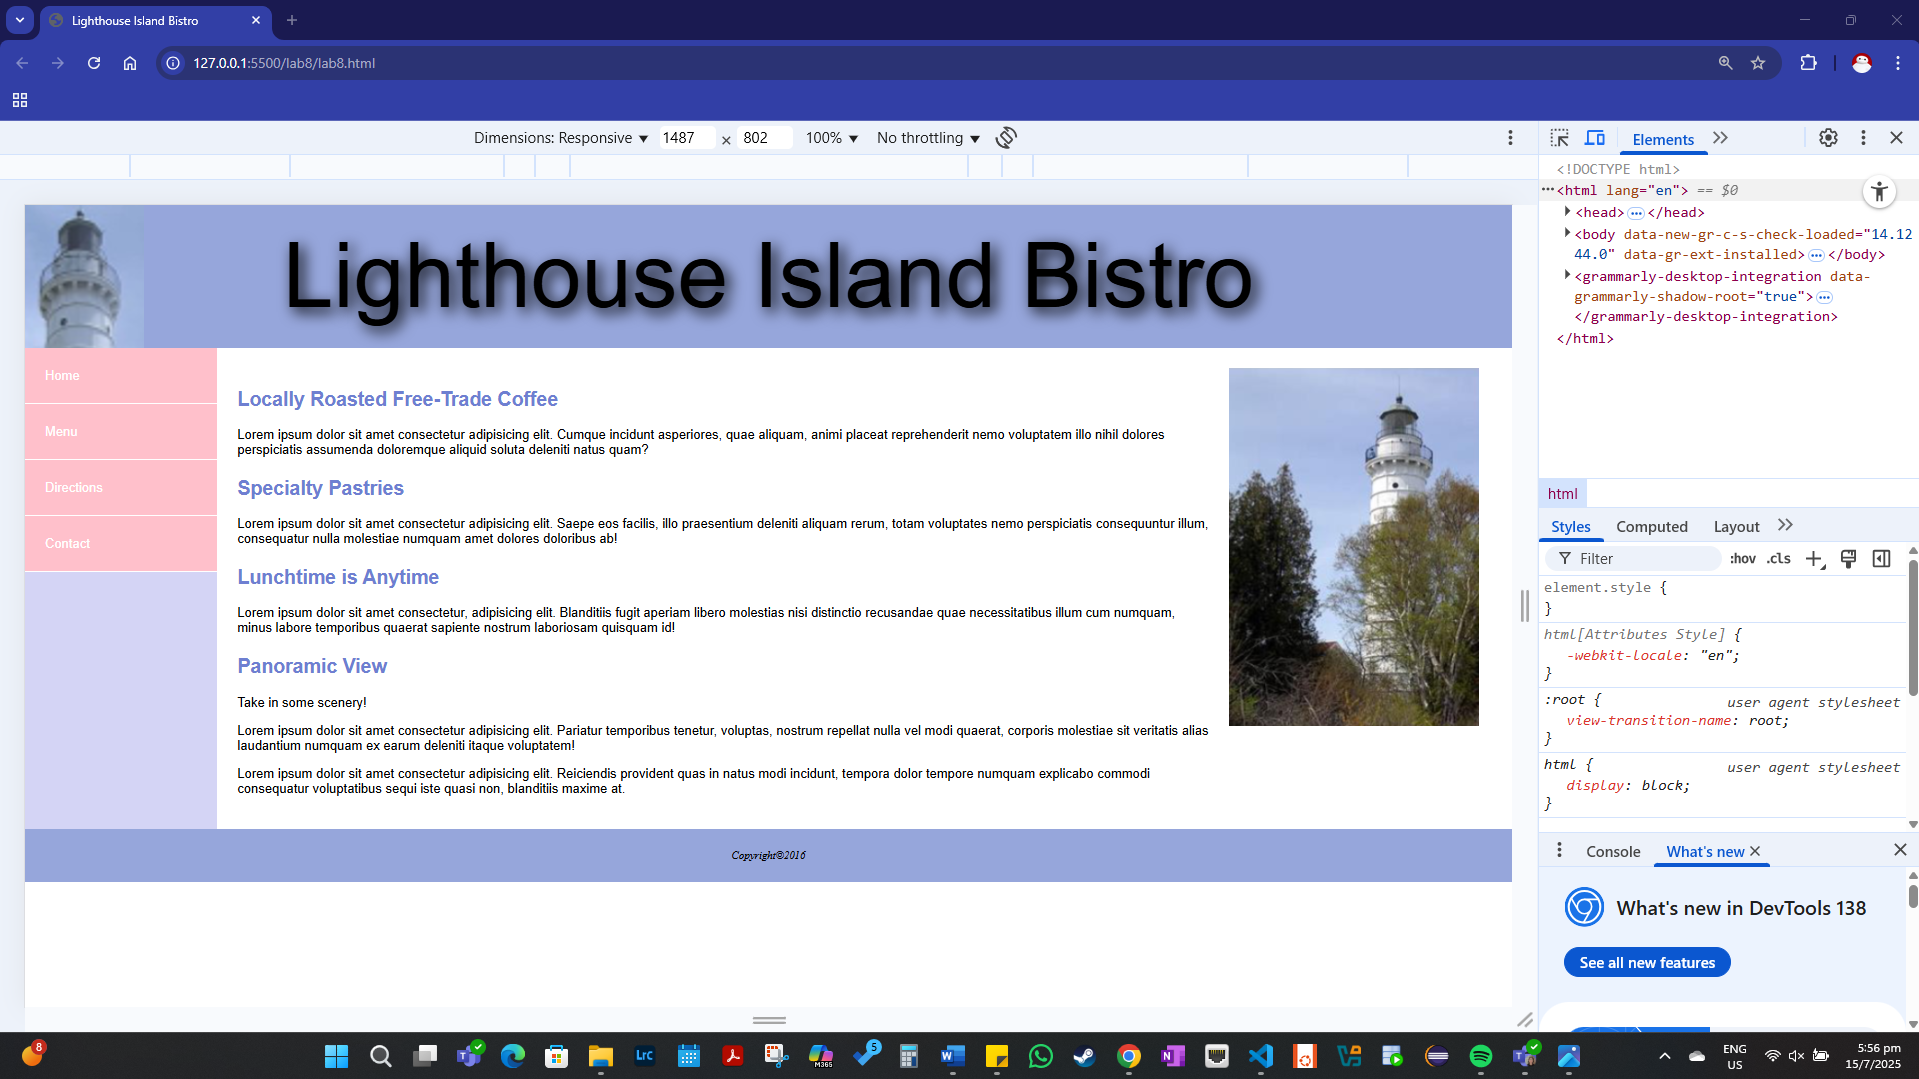 Lighthouse Island Bistro
127.0.0.1:5500/lab8/lab8.html
Dimensions: Responsive 1487 × 802 100% No throttling
Elements
<!DOCTYPE html>
<html lang="en"> == $0
<head> </head>
<body data-new-gr-c-s-check-loaded="14.12
44.0" data-gr-ext-installed> </body>
<grammarly-desktop-integration data-
grammarly-shadow-root="true">
</grammarly-desktop-integration>
</html>
Lighthouse Island Bistro
Home
Menu
Directions
Contact
Locally Roasted Free-Trade Coffee
Lorem ipsum dolor sit amet consectetur adipisicing elit. Cumque incidunt asperiores, quae aliquam, animi placeat reprehenderit nemo voluptatem illo nihil dolores
perspiciatis assumenda doloremque aliquid soluta deleniti natus quam?
Specialty Pastries
Lorem ipsum dolor sit amet consectetur adipisicing elit. Saepe eos facilis, illo praesentium deleniti aliquam rerum, totam voluptates nemo perspiciatis consequuntur illum,
consequatur nulla molestiae numquam amet dolores doloribus ab!
Lunchtime is Anytime
Lorem ipsum dolor sit amet consectetur, adipisicing elit. Blanditiis fugit aperiam libero molestias nisi distinctio recusandae quae necessitatibus illum cum numquam,
minus labore temporibus quaerat sapiente nostrum laboriosam quisquam id!
Panoramic View
Take in some scenery!
Lorem ipsum dolor sit amet consectetur adipisicing elit. Pariatur temporibus tenetur, voluptas, nostrum repellat nulla vel modi quaerat, corporis molestiae sit veritatis alias
laudantium numquam ex earum deleniti itaque voluptatem!
Lorem ipsum dolor sit amet consectetur adipisicing elit. Reiciendis provident quas in natus modi incidunt, tempora dolor tempore numquam explicabo commodi
consequatur voluptatibus sequi iste quasi non, blanditiis maxime at.
Copyright©2016
html
Styles Computed Layout
Filter :hov .cls
element.style {
}
html[Attributes Style] {
-webkit-locale: "en";
}
:root { user agent stylesheet
view-transition-name: root;
}
html { user agent stylesheet
display: block;
}
Console What's new
What's new in DevTools 138
See all new features
8
Lrc
M365
5
ENG
US
5:56 pm
15/7/2025